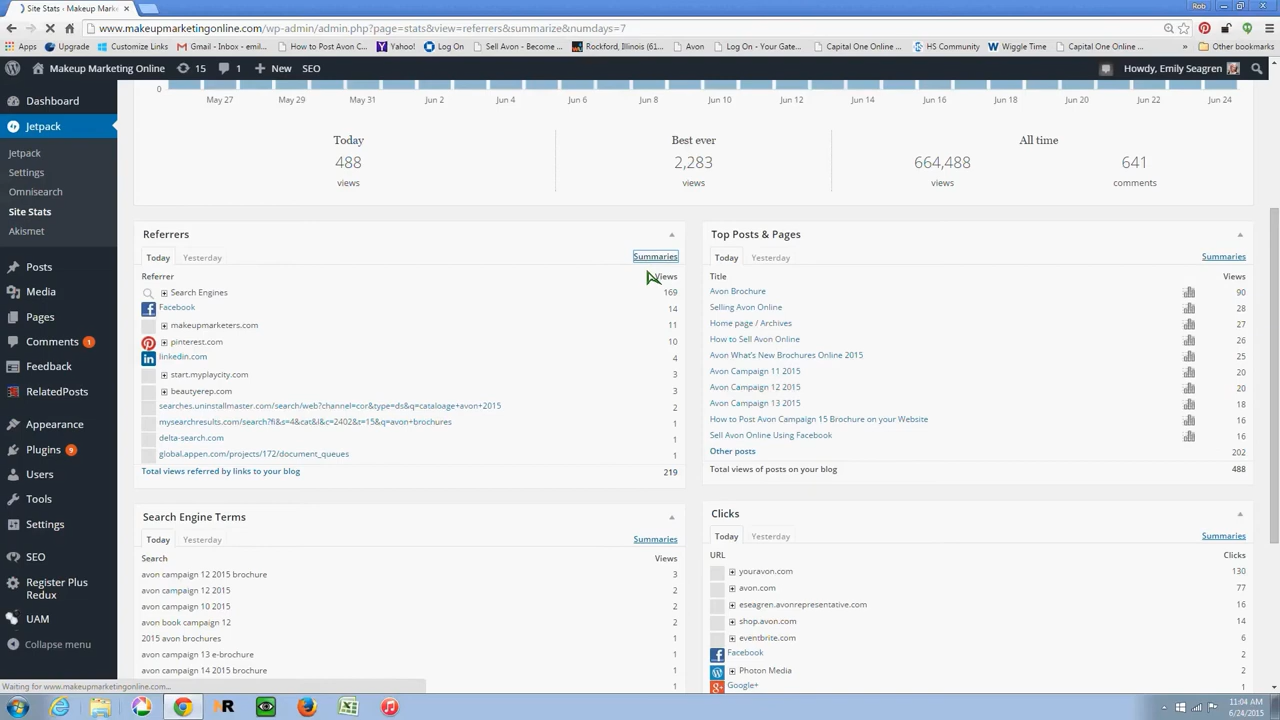 Site Stats ‹ Makeup Mark
Rob
www.makeupmarketingonline.com/wp-admin/admin.php?page=stats&view=referrers&summarize&numdays=7
Apps
Upgrade
Customize Links
Gmail - Inbox - email...
How to Post Avon C...
Yahoo!
Log On
Sell Avon - Become ...
Rockford, Illinois (61...
Avon
Log On - Your Gate...
Capital One Online ...
HS Community
Wiggle Time
Capital One Online ...
»
Other bookmarks
Makeup Marketing Online
15
1
New
SEO
Howdy, Emily Seagren
Dashboard
Jetpack
Jetpack
Settings
Omnisearch
Site Stats
Akismet
Posts
Media
Pages
Comments 1
Feedback
RelatedPosts
Appearance
Plugins 9
Users
Tools
Settings
SEO
Register Plus
Redux
UAM
Collapse menu
0
May 27 May 29 May 31 Jun 2 Jun 4 Jun 6 Jun 8 Jun 10 Jun 12 Jun 14 Jun 16 Jun 18 Jun 20 Jun 22 Jun 24
Today
488
views
Best ever
2,283
views
All time
664,488
views
641
comments
Referrers
Today Yesterday Summaries
Referrer Views
Search Engines 169
Facebook 14
makeupmarketers.com 11
pinterest.com 10
linkedin.com 4
start.myplaycity.com 3
beautyerep.com 3
searches.uninstallmaster.com/search/web?channel=cor&type=ds&q=cataloage+avon+2015 2
mysearchresults.com/search?fi&s=4&cat&l&c=2402&t=15&q=avon+brochures 1
delta-search.com 1
global.appen.com/projects/172/document_queues 1
Total views referred by links to your blog 219
Top Posts & Pages
Today Yesterday Summaries
Title Views
Avon Brochure 90
Selling Avon Online 28
Home page / Archives 27
How to Sell Avon Online 26
Avon What's New Brochures Online 2015 25
Avon Campaign 11 2015 20
Avon Campaign 12 2015 20
Avon Campaign 13 2015 18
How to Post Avon Campaign 15 Brochure on your Website 16
Sell Avon Online Using Facebook 16
Other posts 202
Total views of posts on your blog 488
Search Engine Terms
Today Yesterday Summaries
Search Views
avon campaign 12 2015 brochure 3
avon campaign 12 2015 2
avon campaign 10 2015 2
avon book campaign 12 2
2015 avon brochures 1
avon campaign 13 e-brochure 1
avon campaign 14 2015 brochure 1
1
Clicks
Today Yesterday Summaries
URL Clicks
youravon.com 130
avon.com 77
eseagren.avonrepresentative.com 16
shop.avon.com 14
eventbrite.com 6
Facebook 2
Photon Media 2
Google+ 1
Waiting for www.makeupmarketingonline.com...
11:04 AM
6/24/2015